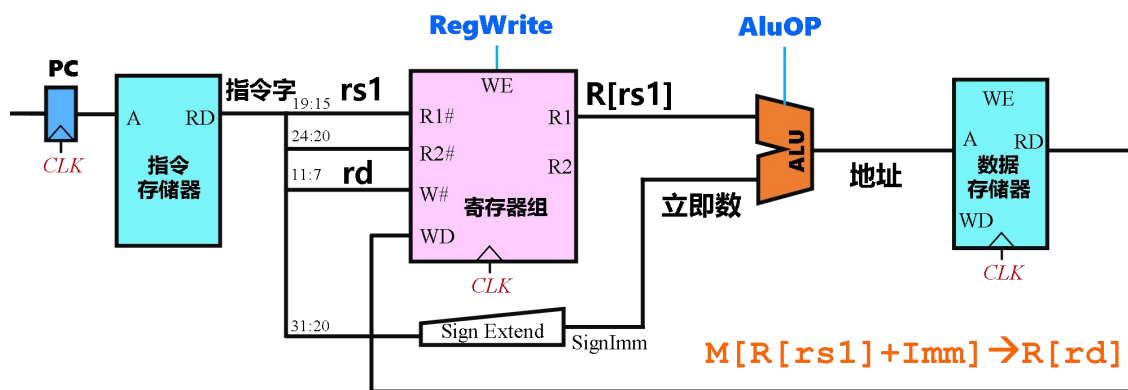 RegWrite
AluOP
PC
指令字
19:15
rs1
WE
R[rs1]
WE
A
RD
R1#
R1
24:20
R2#
A
RD
指令
存储器
CLK
11:7
rd
R2
ALU
地址
数据
存储器
W#
寄存器组
立即数
WD
WD
CLK
CLK
31:20
Sign Extend
SignImm
M[R[rs1]+Imm]→R[rd]